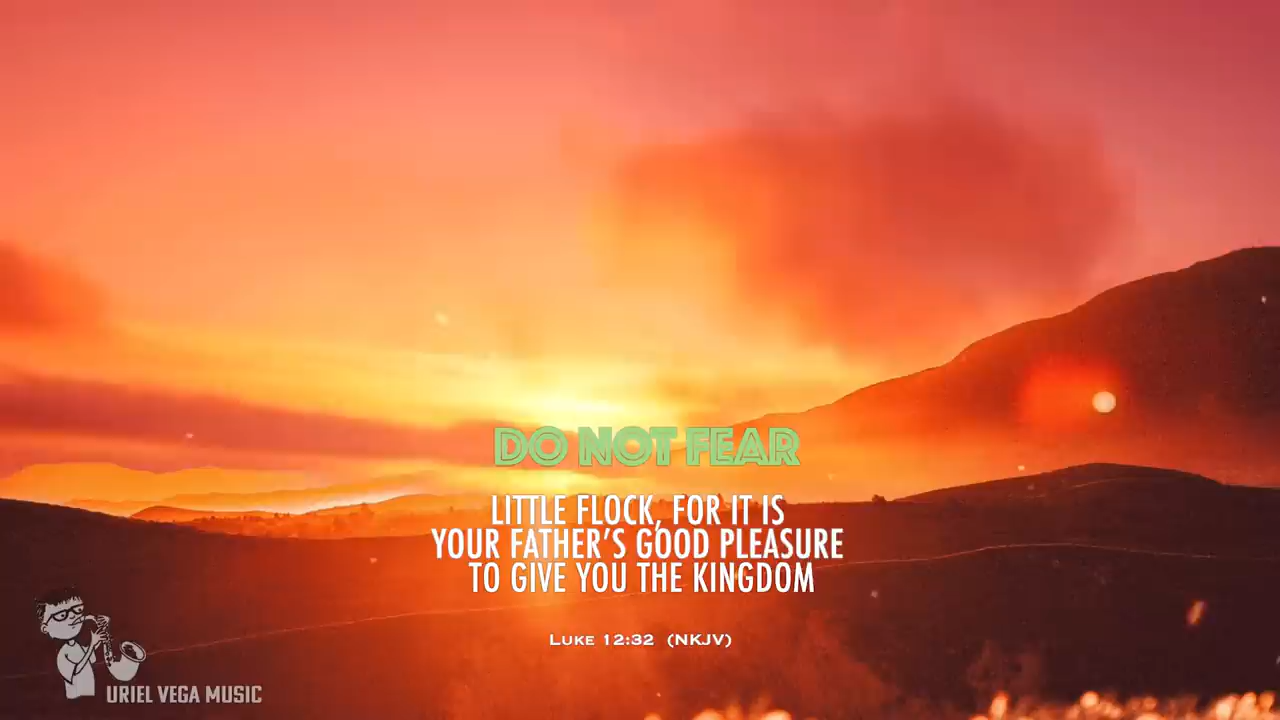 DO NOT FEAR
LITTLE FLOCK, FOR IT IS
YOUR FATHER’S GOOD PLEASURE
TO GIVE YOU THE KINGDOM
LUKE 12:32 (NKJV)
URIEL VEGA MUSIC